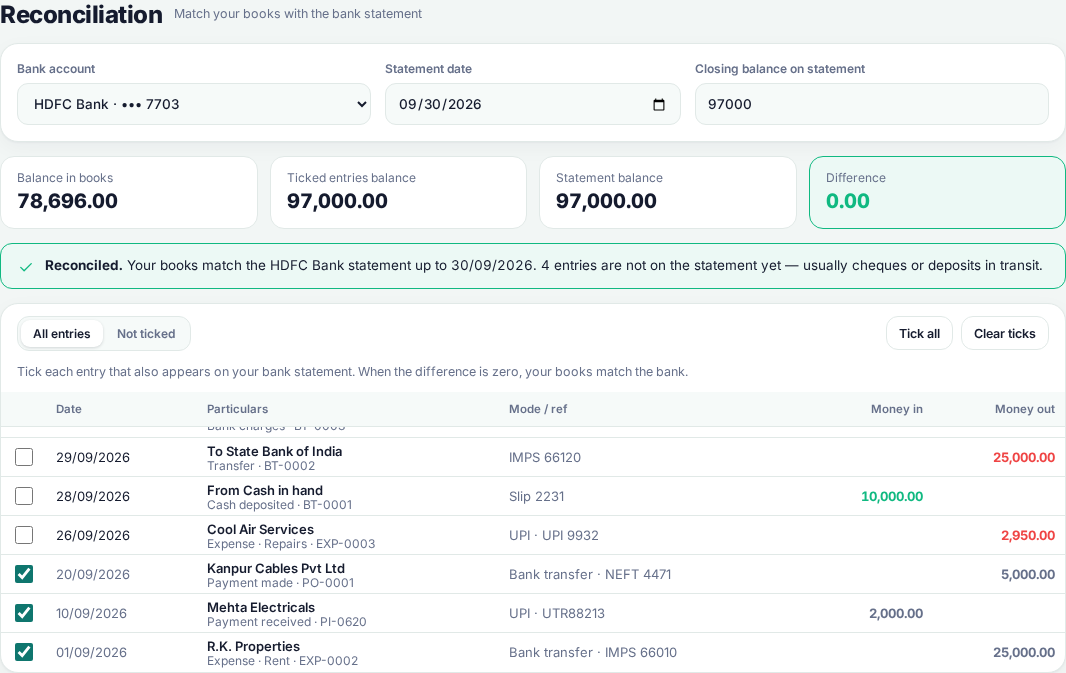 Reconciliation Match your books with the bank statement
Bank account Statement date Closing balance on statement
HDFC Bank · ••• 7703 09/30/2026 97000
Balance in books Ticked entries balance Statement balance Difference
78,696.00 97,000.00 97,000.00 0.00
Reconciled. Your books match the HDFC Bank statement up to 30/09/2026. 4 entries are not on the statement yet — usually cheques or deposits in transit.
All entries Not ticked Tick all Clear ticks
Tick each entry that also appears on your bank statement. When the difference is zero, your books match the bank.
Date Particulars Mode / ref Money in Money out
Bank charges · BT-0003
29/09/2026 To State Bank of India IMPS 66120 25,000.00
Transfer · BT-0002
28/09/2026 From Cash in hand Slip 2231 10,000.00
Cash deposited · BT-0001
26/09/2026 Cool Air Services UPI · UPI 9932 2,950.00
Expense · Repairs · EXP-0003
20/09/2026 Kanpur Cables Pvt Ltd Bank transfer · NEFT 4471 5,000.00
Payment made · PO-0001
10/09/2026 Mehta Electricals UPI · UTR88213 2,000.00
Payment received · PI-0620
01/09/2026 R.K. Properties Bank transfer · IMPS 66010 25,000.00
Expense · Rent · EXP-0002